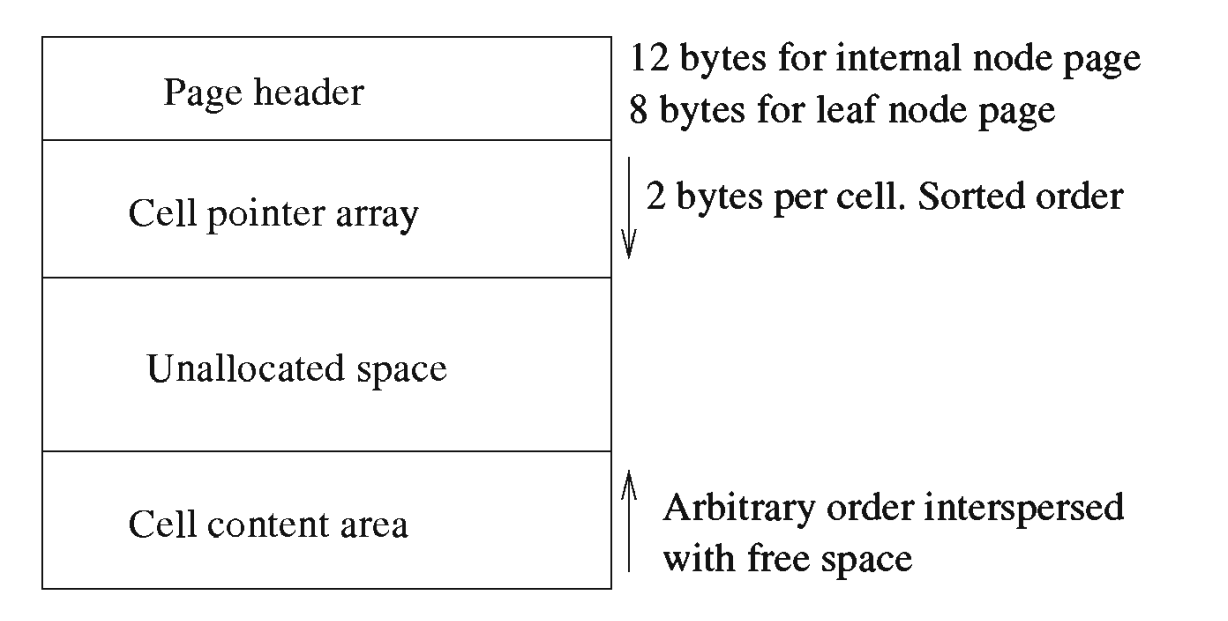 Page header
12 bytes for internal node page
8 bytes for leaf node page
Cell pointer array
2 bytes per cell. Sorted order
Unallocated space
Cell content area
Arbitrary order interspersed
with free space